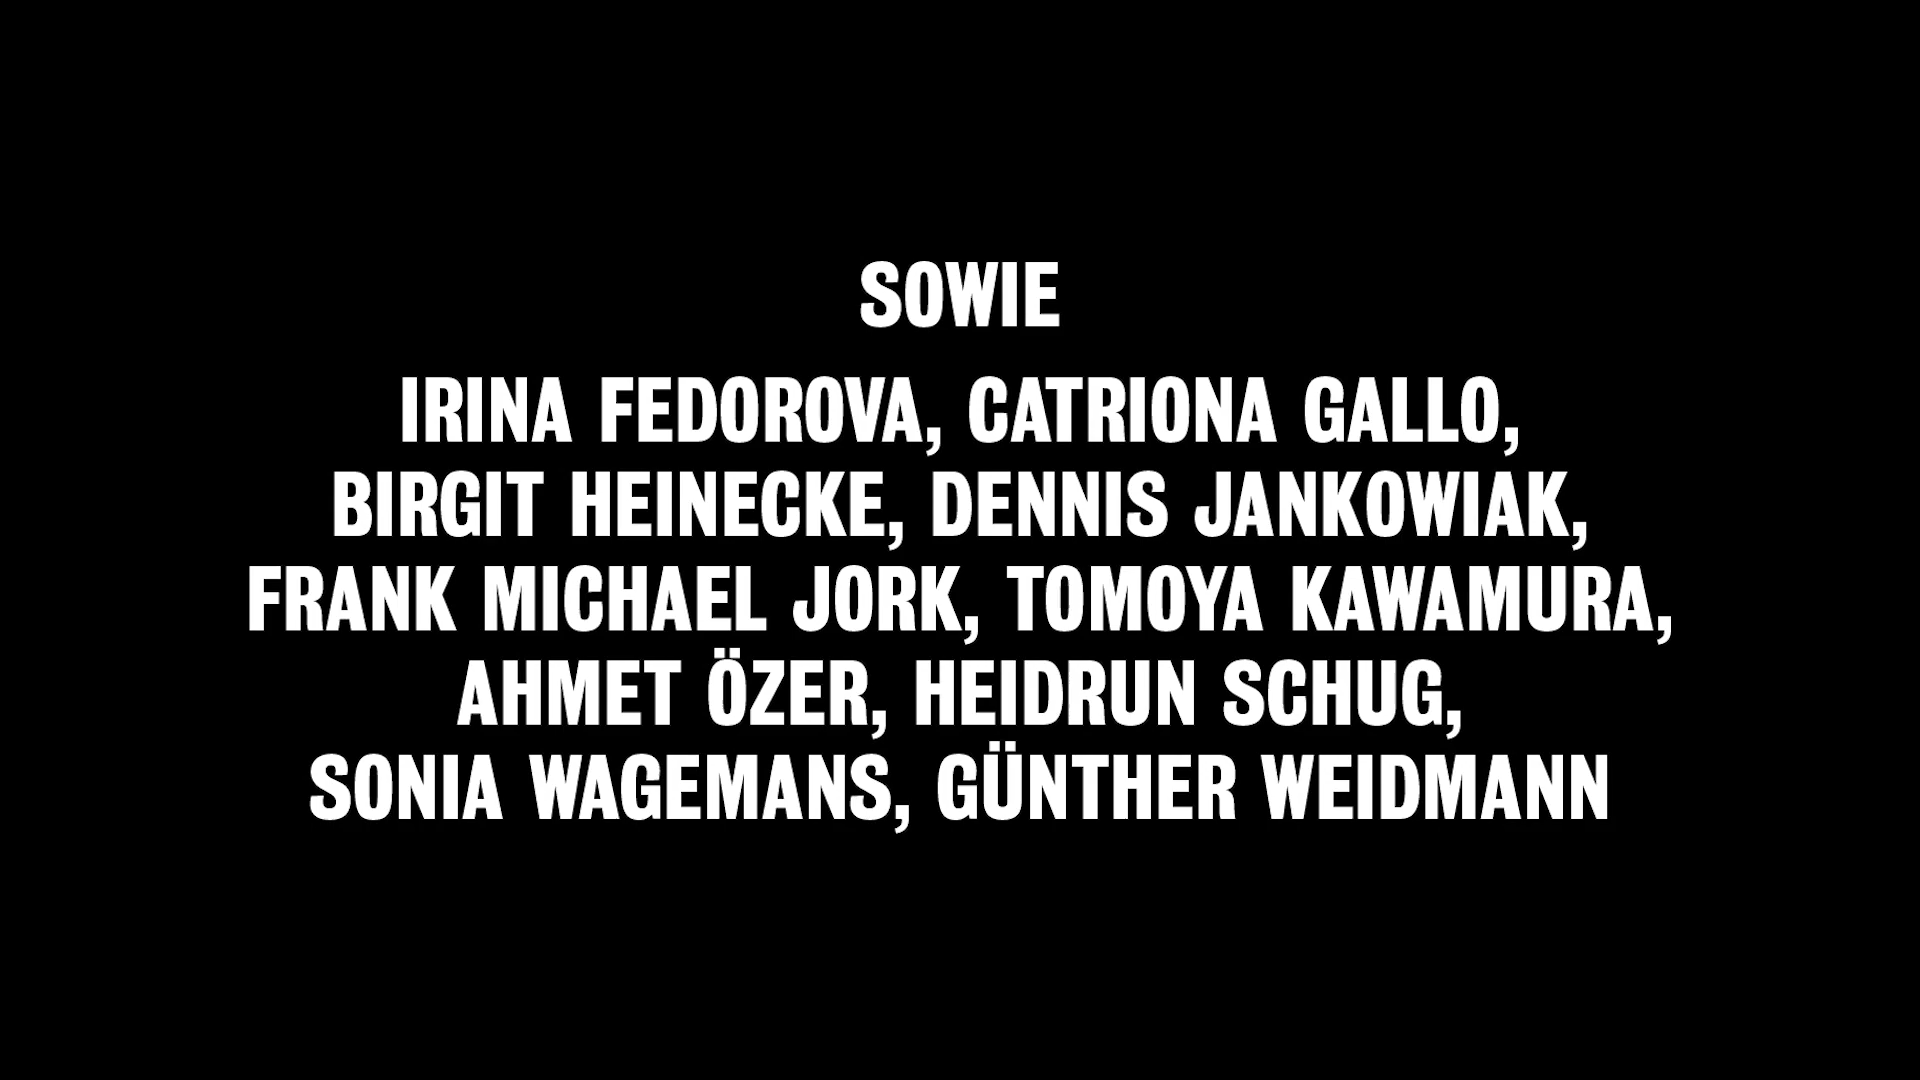 SOWIE
IRINA FEDOROVA, CATRIONA GALLO,
BIRGIT HEINECKE, DENNIS JANKOWIAK,
FRANK MICHAEL JORK, TOMOYA KAWAMURA,
AHMET ÖZER, HEIDRUN SCHUG,
SONIA WAGEMANS, GÜNTHER WEIDMANN